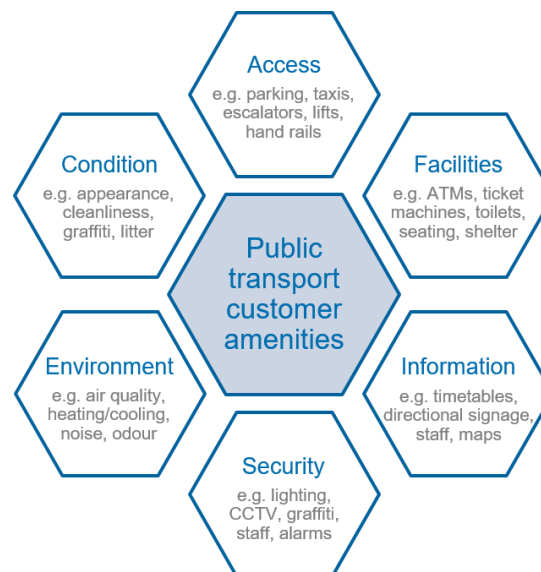 Access
e.g. parking, taxis,
escalators, lifts,
hand rails
Condition
e.g. appearance,
cleanliness,
graffiti, litter
Facilities
e.g. ATMs, ticket
machines, toilets,
seating, shelter
Public
transport
customer
amenities
Environment
e.g. air quality,
heating/cooling,
noise, odour
Information
e.g. timetables,
directional signage,
staff, maps
Security
e.g. lighting,
CCTV, graffiti,
staff, alarms